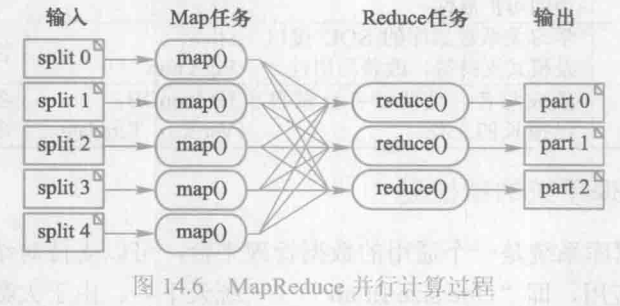 输入 Map任务 Reduce任务 输出
split 0 map()
split 1 map() reduce() part 0
split 2 map() reduce() part 1
split 3 map() reduce() part 2
split 4 map()
图 14.6 MapReduce 并行计算过程